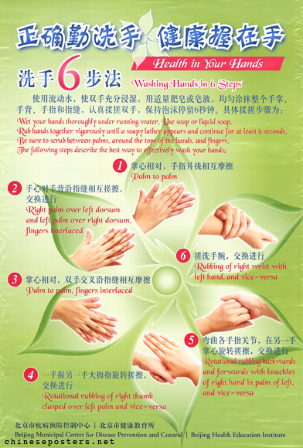 正确勤洗手 健康握在手
Health in Your Hands
洗手6步法 Washing Hands in 6 Steps
使用流动水，使双手充分浸湿，用适量肥皂或皂液，均匀涂抹整个手掌、
手背、手指和指缝，认真揉搓双手，保持泡沫停留6秒钟，具体揉搓步骤为：
Wet your hands thoroughly under running water. Use soap or liquid soap.
Rub hands together vigorously until a soapy lather appears and continue for at least 6 seconds.
Be sure to scrub between palms, around the tops of the hands, and fingers.
The following steps describe the best way to effectively wash your hands:
1 掌心相对，手指并拢相互摩擦
Palm to palm
2 手心对手背沿指缝相互搓擦，
交换进行
Right palm over left dorsum
and left palm over right dorsum,
fingers interlaced
6 搓洗手腕，交换进行
Rubbing of right wrist with
left hand, and vice-versa
3 掌心相对，双手交叉沿指缝相互摩擦
Palm to palm, fingers interlaced
5 弯曲各手指关节，在另一手
掌心旋转搓擦，交换进行
Rotational rubbing backwards
and forwards with knuckles
of right hand in palm of left,
and vice-versa
4 一手握另一手大拇指旋转搓擦，
交换进行
Rotational rubbing of right thumb
clasped over left palm and vice-versa
北京市疾病预防控制中心 | 北京市健康教育所
Beijing Municipal Center for Disease Prevention and Control | Beijing Health Education Institute
chineseposters.net